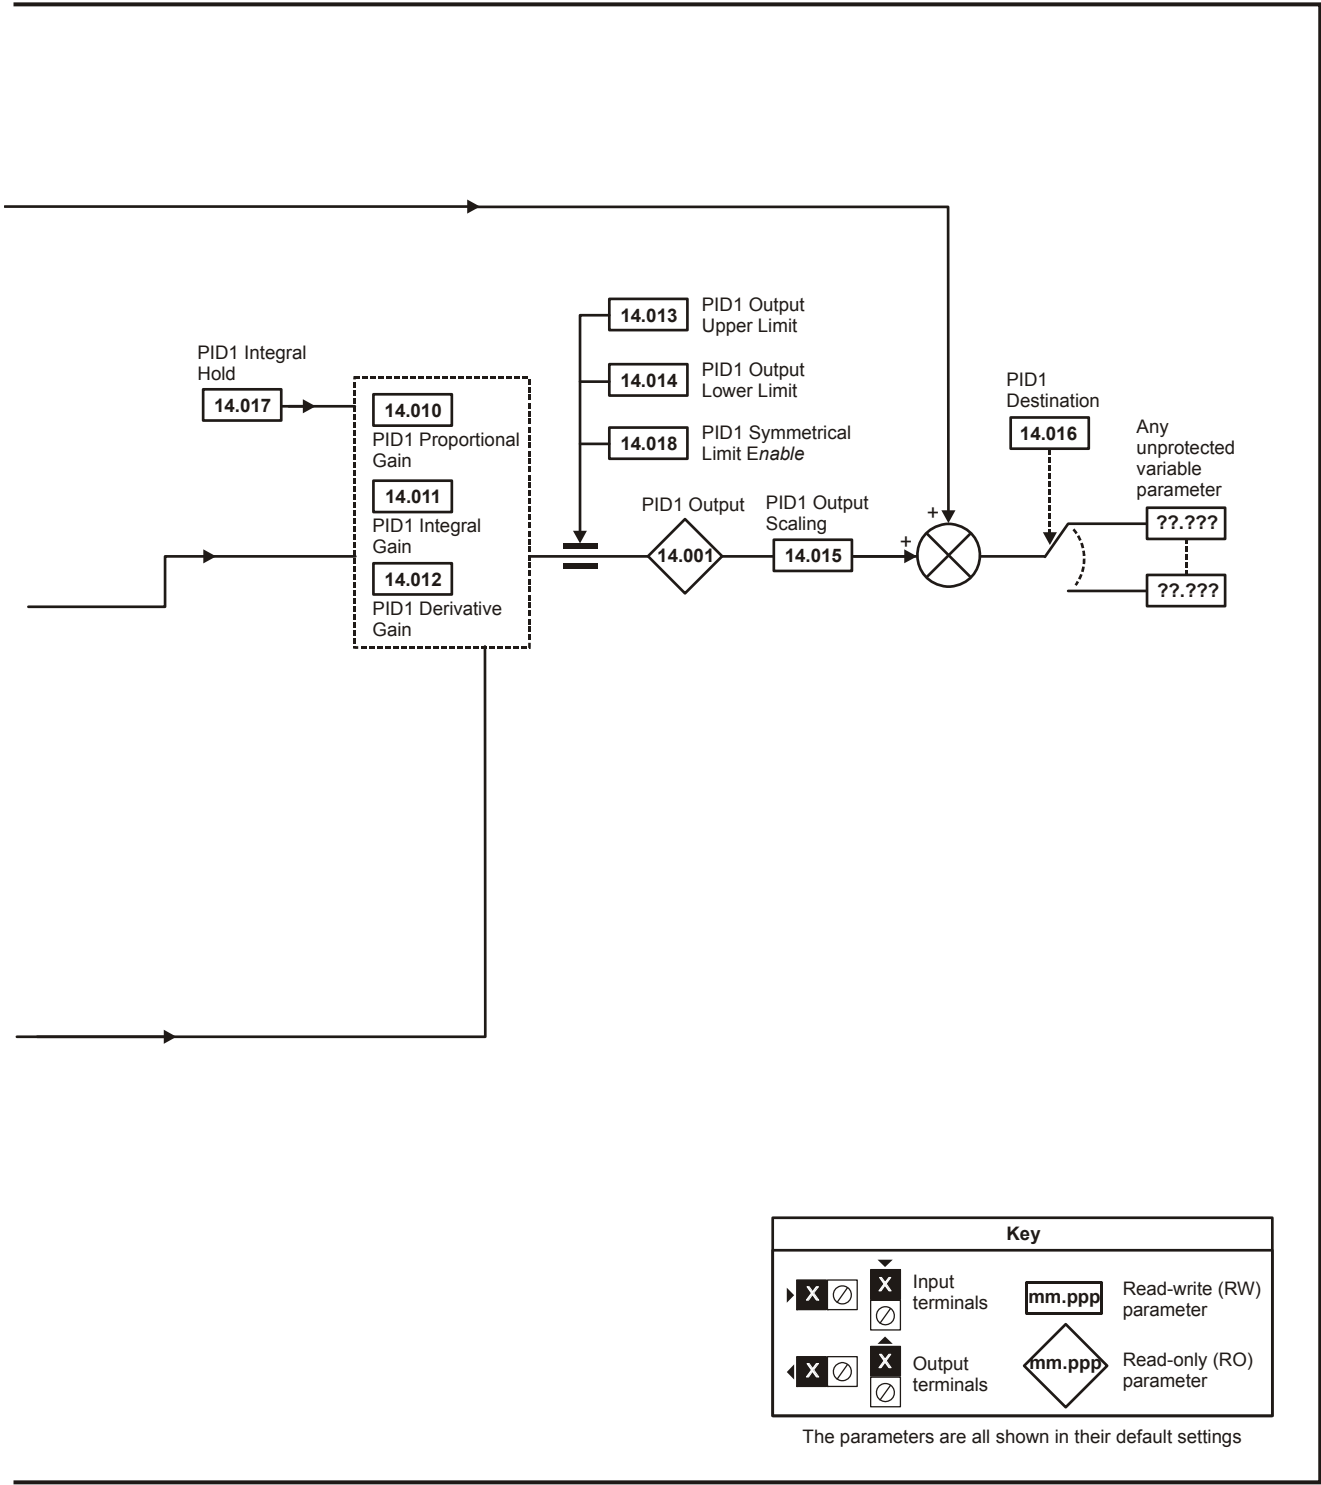 14.013
PID1 Output
Upper Limit
PID1 Integral
Hold
14.017
14.014
PID1 Output
Lower Limit
14.018
PID1 Symmetrical
Limit Enable
14.010
PID1 Proportional
Gain
14.011
PID1 Integral
Gain
14.012
PID1 Derivative
Gain
PID1 Output
14.001
PID1 Output
Scaling
14.015
+
+
PID1
Destination
14.016
Any
unprotected
variable
parameter
??.???
??.???
Key
X
X
Input
terminals
mm.ppp
Read-write (RW)
parameter
X
X
Output
terminals
mm.ppp
Read-only (RO)
parameter
The parameters are all shown in their default settings